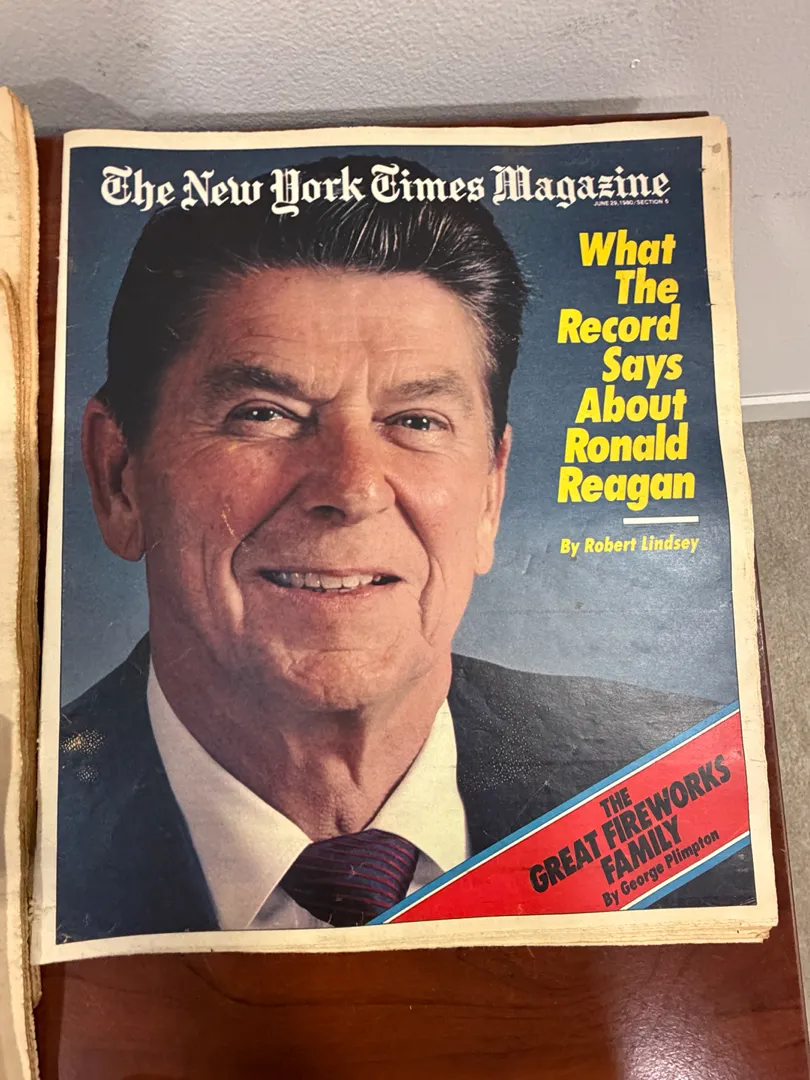 The New York Times Magazine
JUNE 29, 1980/SECTION 6
What
The
Record
Says
About
Ronald
Reagan
By Robert Lindsey
THE
GREAT FIREWORKS
FAMILY
By George Plimpton